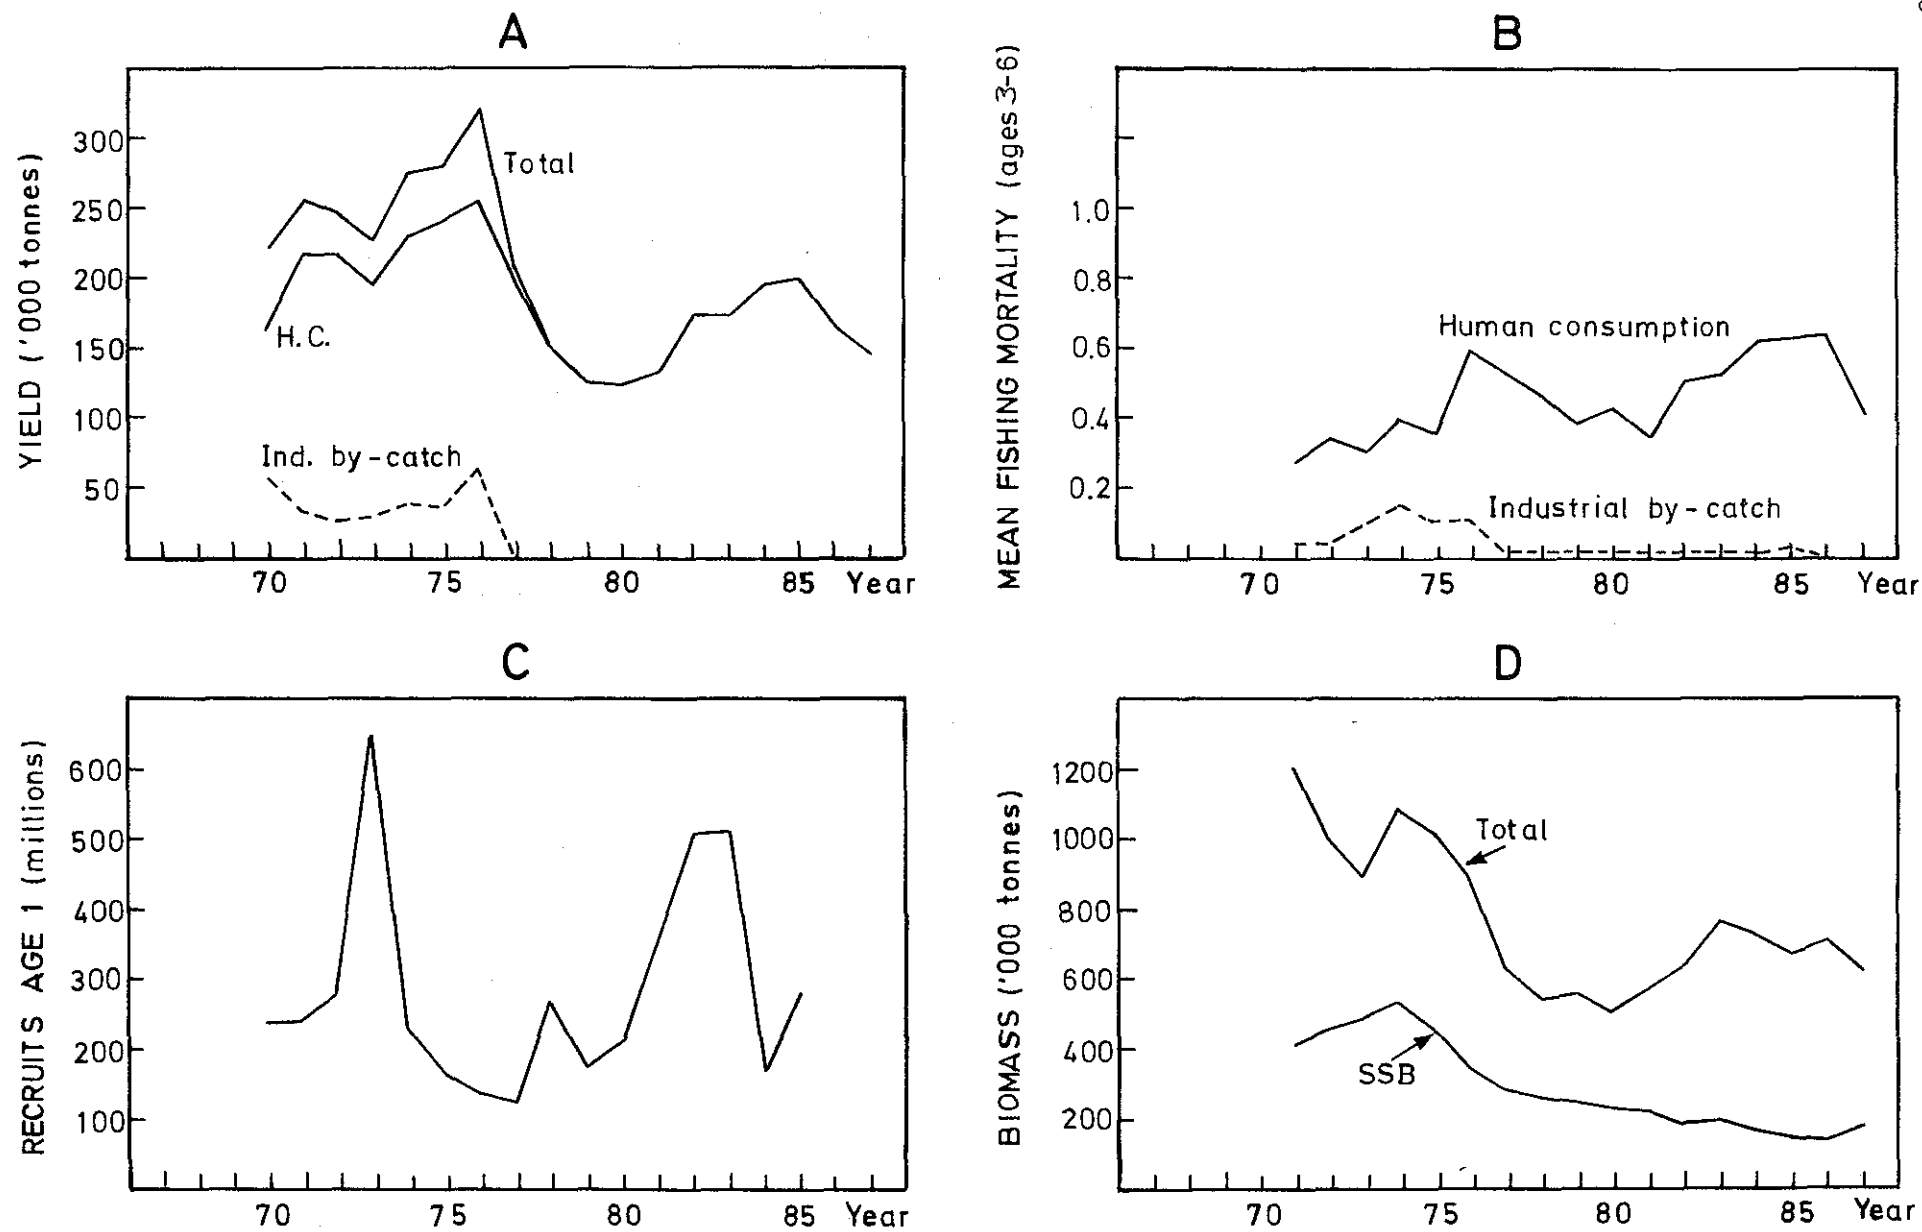 A
YIELD ('000 tonnes)
300
250
200
150
100
50
Total
H.C.
Ind. by-catch
70 75 80 85 Year
B
MEAN FISHING MORTALITY (ages 3-6)
1.0
0.8
0.6
0.4
0.2
Human consumption
Industrial by-catch
70 75 80 85 Year
C
RECRUITS AGE 1 (millions)
600
500
400
300
200
100
70 75 80 85 Year
D
BIOMASS ('000 tonnes)
1200
1000
800
600
400
200
Total
SSB
70 75 80 85 Year